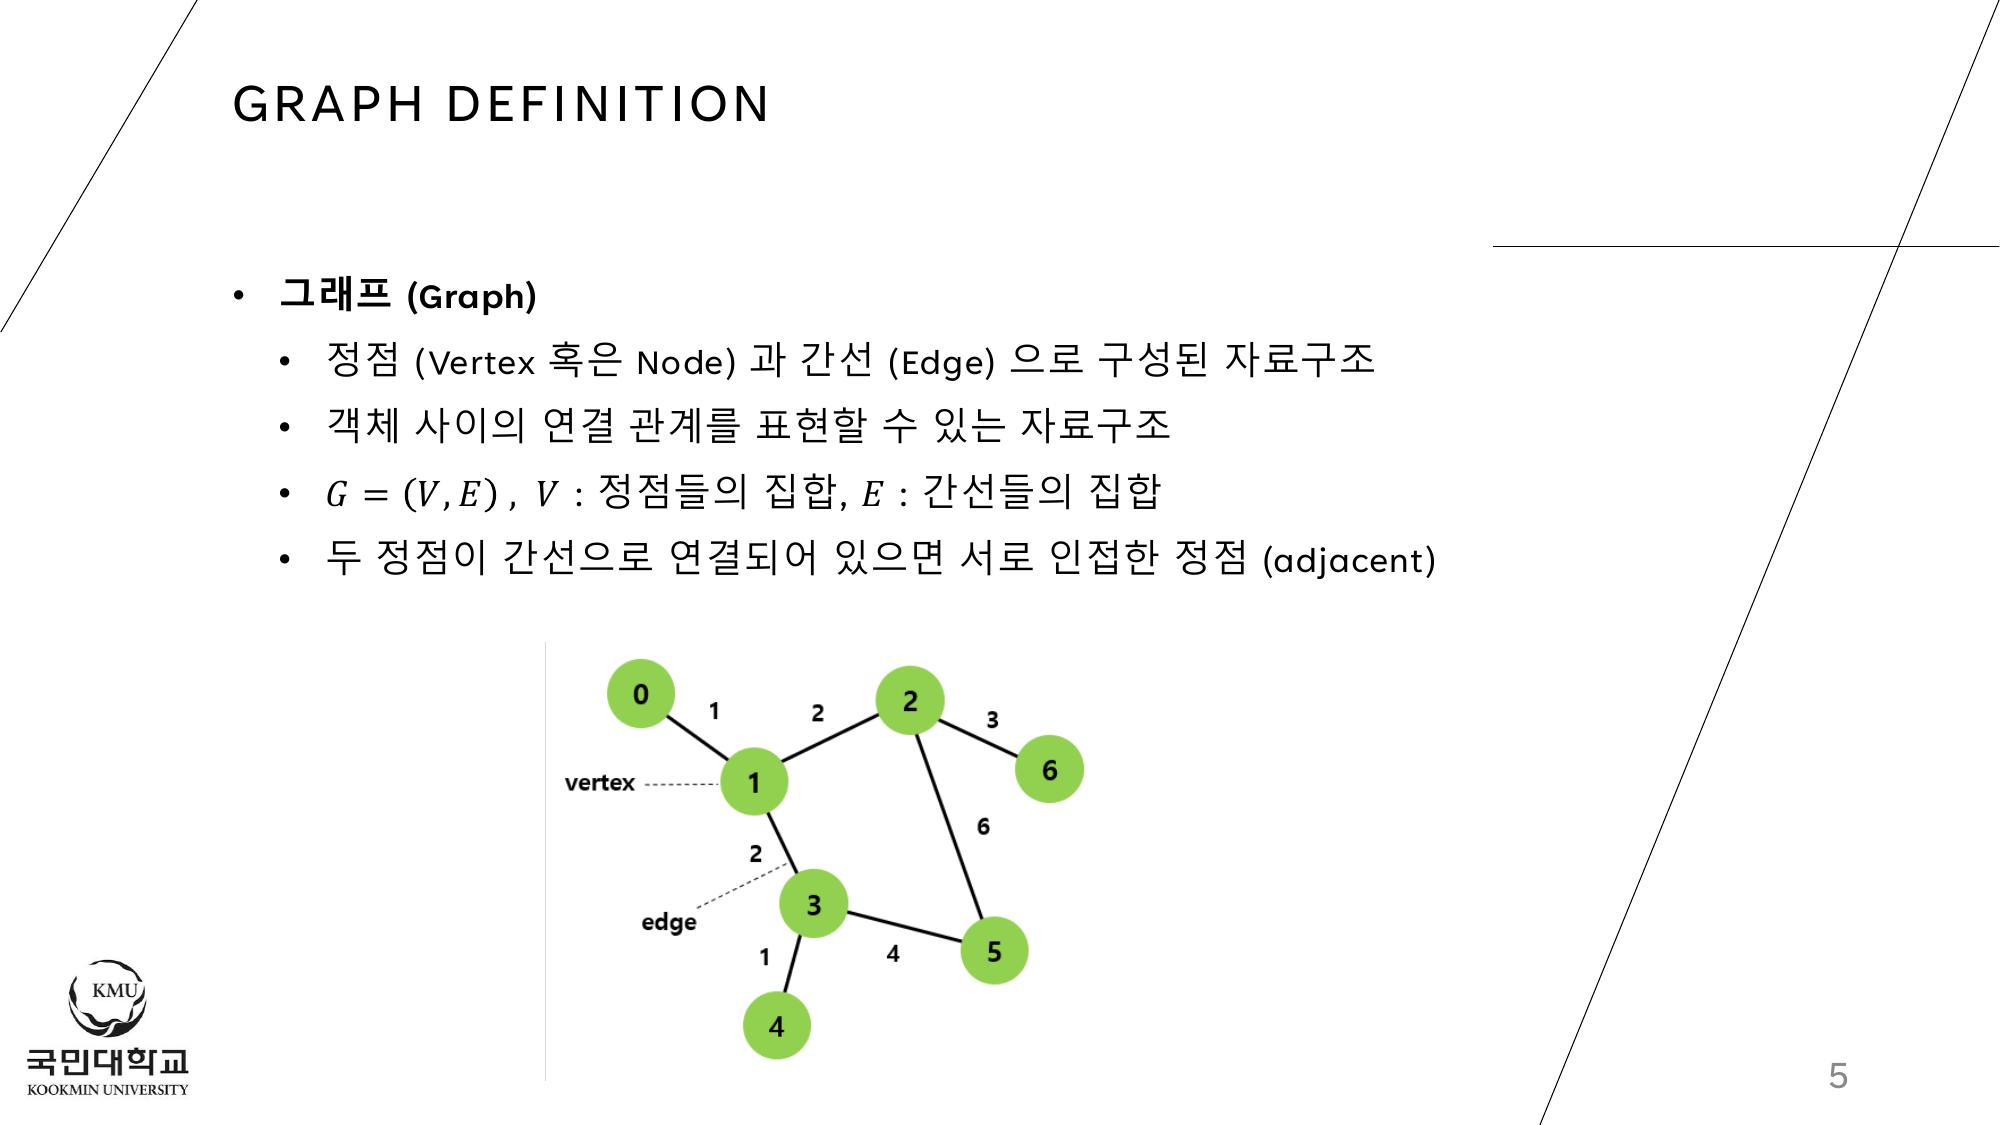 GRAPH DEFINITION
• 그래프 (Graph)
• 정점 (Vertex 혹은 Node) 과 간선 (Edge) 으로 구성된 자료구조
• 객체 사이의 연결 관계를 표현할 수 있는 자료구조
• G = (V, E) , V : 정점들의 집합, E : 간선들의 집합
• 두 정점이 간선으로 연결되어 있으면 서로 인접한 정점 (adjacent)
0
1
2
2
3
6
vertex
1
6
2
3
edge
1
4
5
4
KMU
국민대학교
KOOKMIN UNIVERSITY
5